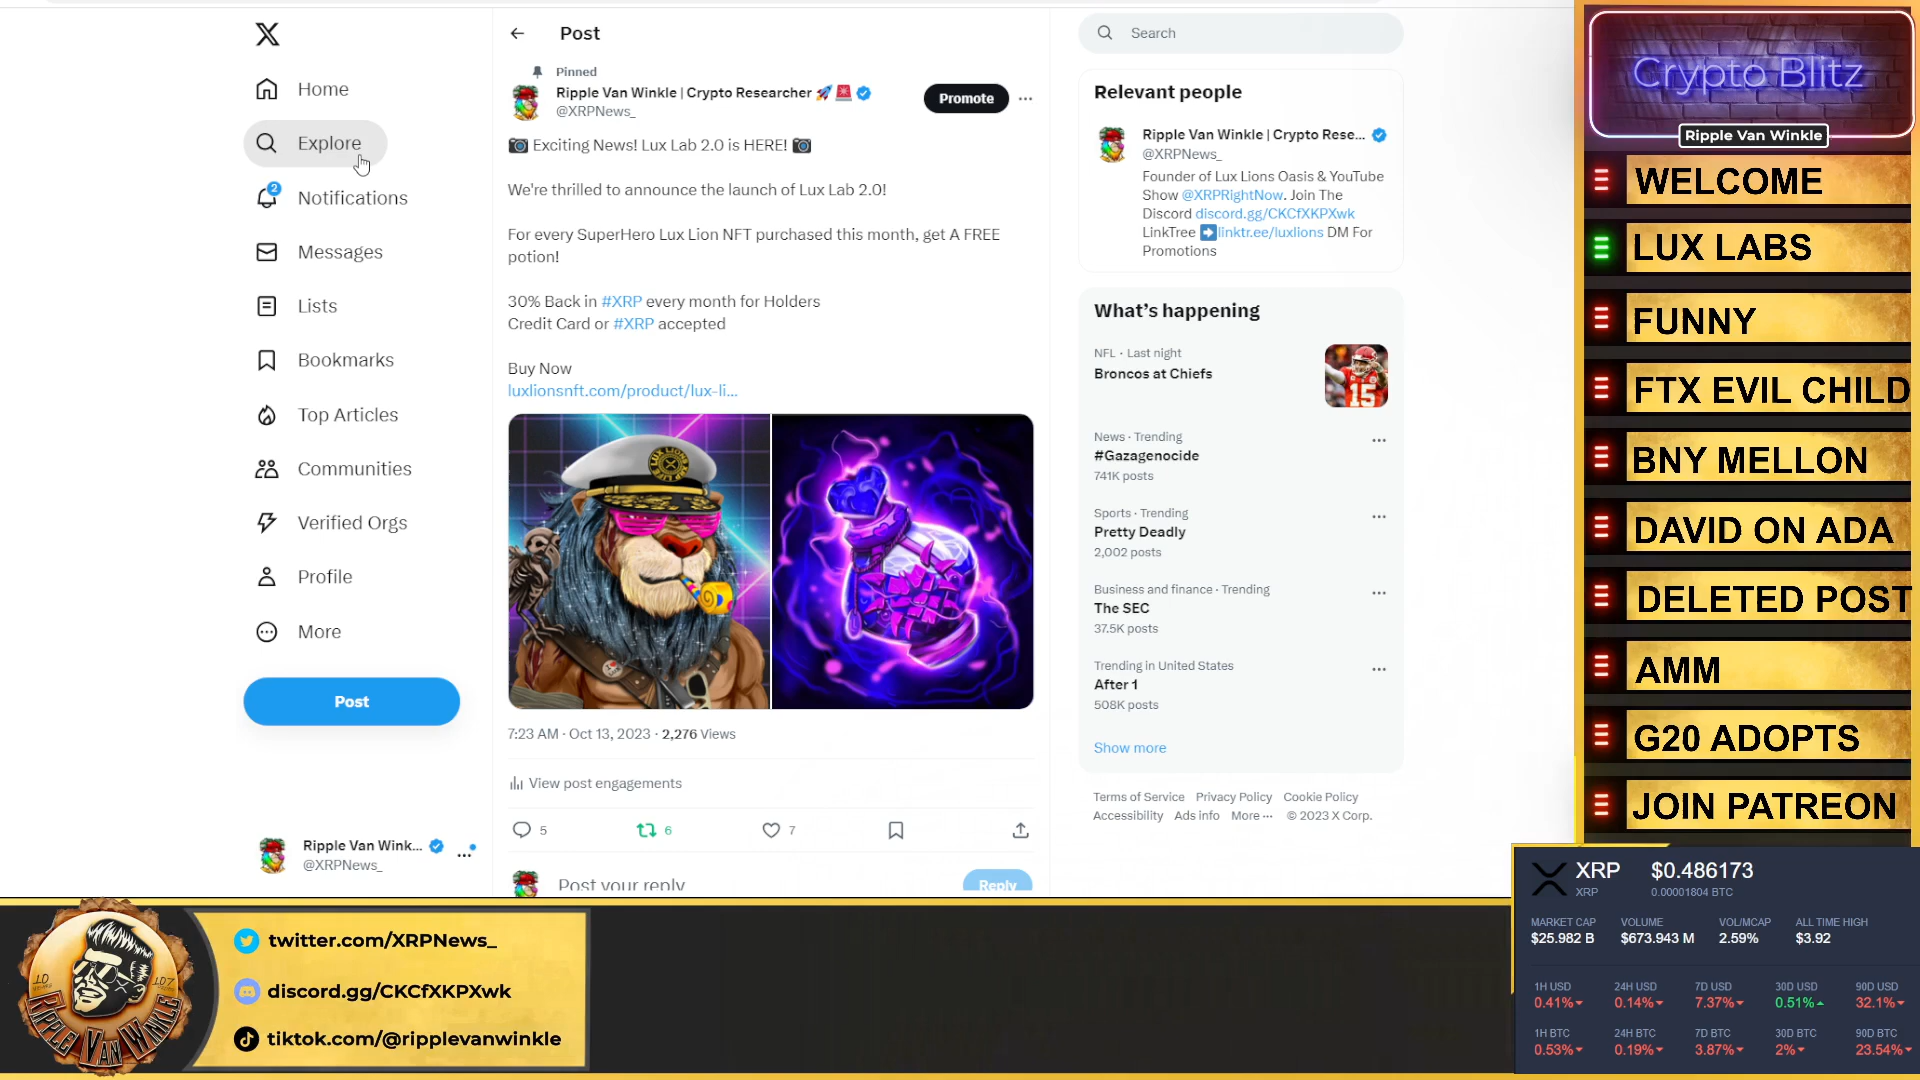 Home
Explore
2
Notifications
Messages
Lists
Bookmarks
Top Articles
Communities
Verified Orgs
Profile
More
Post
Ripple Van Wink...
@XRPNews_
Post
Pinned
Ripple Van Winkle | Crypto Researcher
@XRPNews_
Promote
Exciting News! Lux Lab 2.0 is HERE!
We're thrilled to announce the launch of Lux Lab 2.0!
For every SuperHero Lux Lion NFT purchased this month, get A FREE
potion!
30% Back in #XRP every month for Holders
Credit Card or #XRP accepted
Buy Now
luxlionsnft.com/product/lux-li...
LUX LIONS
7:23 AM · Oct 13, 2023 · 2,276 Views
View post engagements
5
6
7
Post your reply
Reply
Search
Relevant people
Ripple Van Winkle | Crypto Rese...
@XRPNews_
Founder of Lux Lions Oasis & YouTube
Show @XRPRightNow. Join The
Discord discord.gg/CKCfXKPXwk
LinkTree linktr.ee/luxlions DM For
Promotions
What's happening
NFL · Last night
Broncos at Chiefs
15
News · Trending
#Gazagenocide
741K posts
Sports · Trending
Pretty Deadly
2,002 posts
Business and finance · Trending
The SEC
37.5K posts
Trending in United States
After 1
508K posts
Show more
Terms of Service Privacy Policy Cookie Policy
Accessibility Ads info More ··· © 2023 X Corp.
Crypto Blitz
Ripple Van Winkle
WELCOME
LUX LABS
FUNNY
FTX EVIL CHILD
BNY MELLON
DAVID ON ADA
DELETED POST
AMM
G20 ADOPTS
JOIN PATREON
XRP $0.486173
XRP 0.00001804 BTC
MARKET CAP VOLUME VOL/MCAP ALL TIME HIGH
$25.982 B $673.943 M 2.59% $3.92
1H USD 24H USD 7D USD 30D USD 90D USD
0.41% 0.14% 7.37% 0.51% 32.1%
1H BTC 24H BTC 7D BTC 30D BTC 90D BTC
0.53% 0.19% 3.87% 2% 23.54%
RIPPLE VAN WINKLE
twitter.com/XRPNews_
discord.gg/CKCfXKPXwk
tiktok.com/@ripplevanwinkle